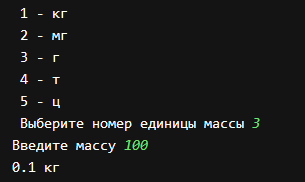 1 - кг
2 - мг
3 - г
4 - т
5 - ц
Выберите номер единицы массы 3
Введите массу 100
0.1 кг